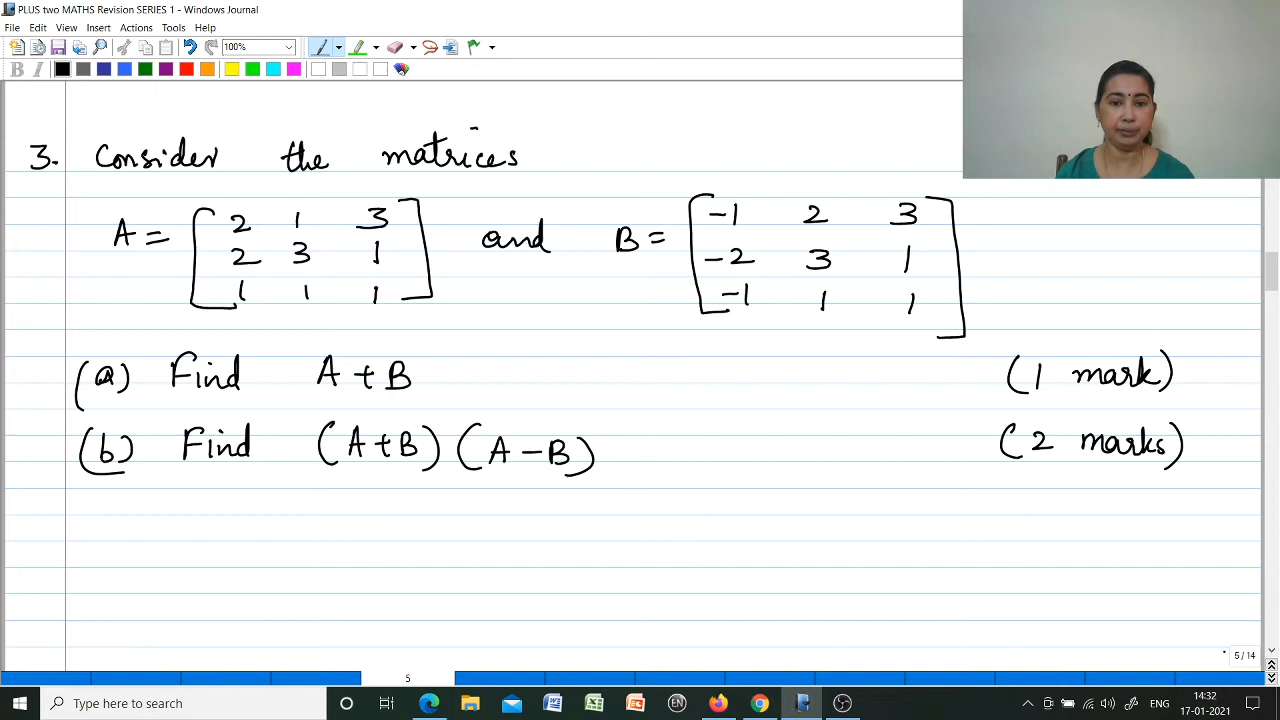 PLUS two MATHS Revision SERIES 1 - Windows Journal
File Edit View Insert Actions Tools Help
100%
B I
3. Consider the matrices
A = [ 2 1 3 and B = [ -1 2 3
2 3 1 -2 3 1
1 1 1 ] -1 1 1 ]
(a) Find A + B (1 mark)
(b) Find (A + B) (A - B) (2 marks)
5 / 14
5
Type here to search
EN
ENG
14:32
17-01-2021